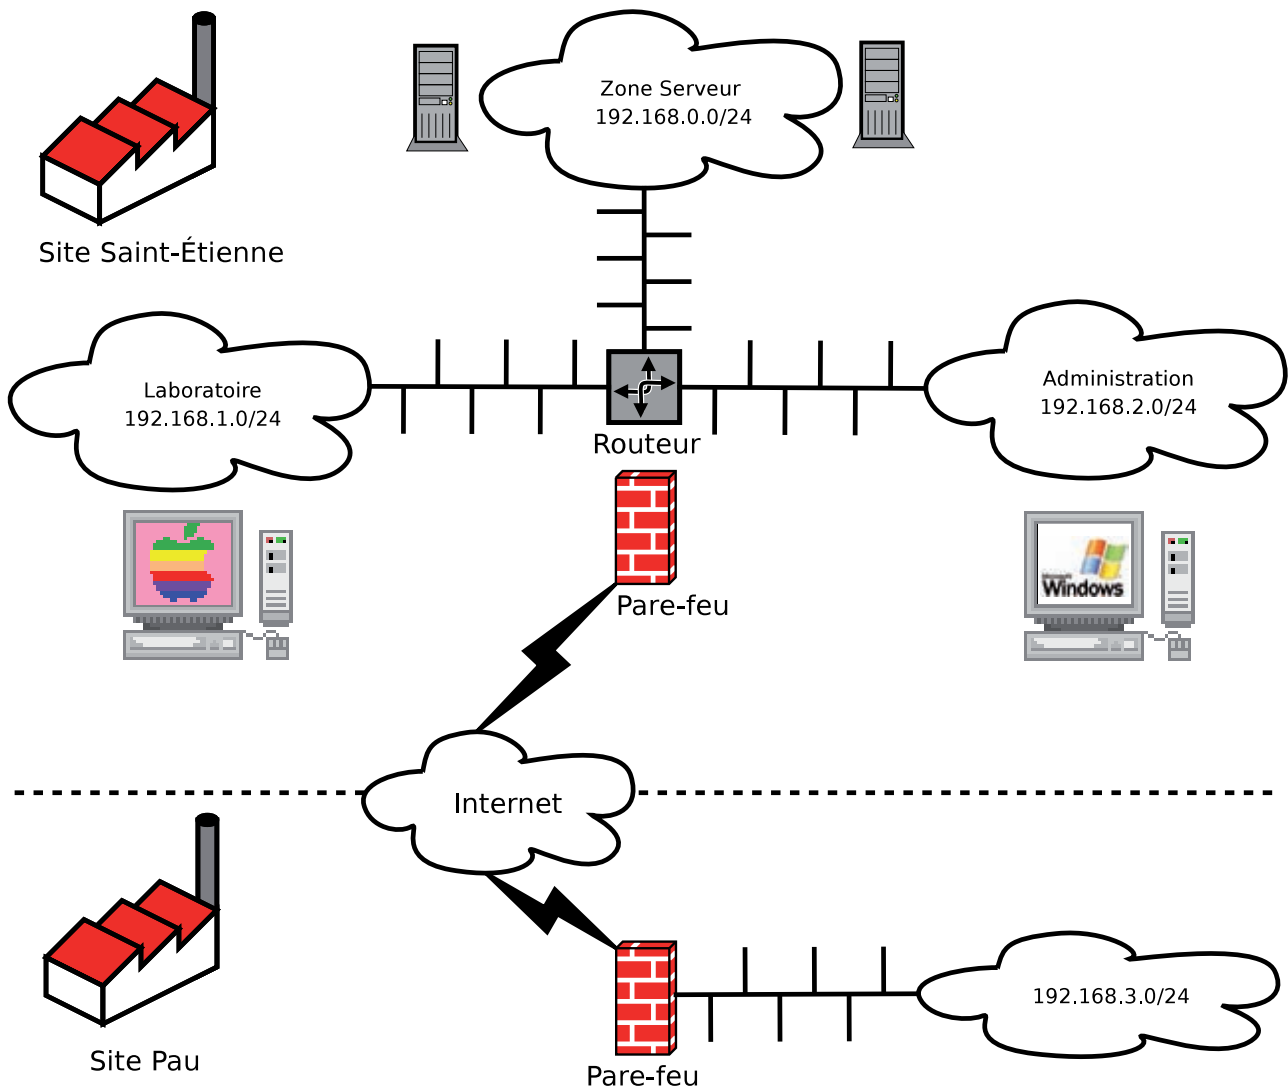 Zone Serveur
192.168.0.0/24
Site Saint-Étienne
Laboratoire
192.168.1.0/24
Administration
192.168.2.0/24
Routeur
Windows
Pare-feu
Internet
192.168.3.0/24
Site Pau
Pare-feu